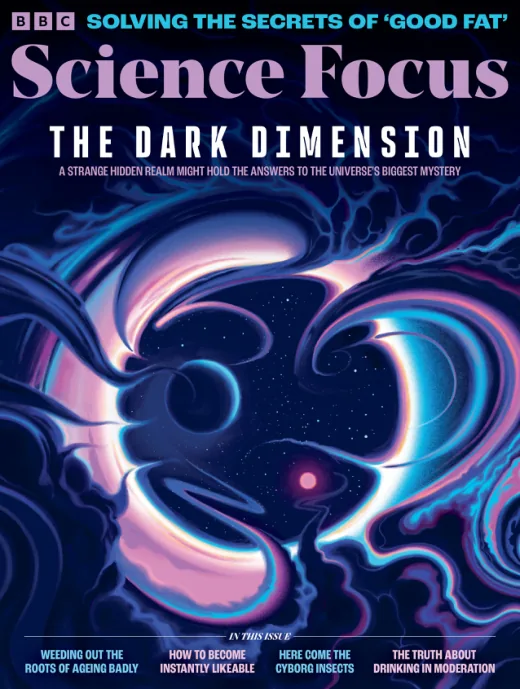 BBC SOLVING THE SECRETS OF ‘GOOD FAT’
Science Focus
THE DARK DIMENSION
A STRANGE HIDDEN REALM MIGHT HOLD THE ANSWERS TO THE UNIVERSE’S BIGGEST MYSTERY
IN THIS ISSUE
WEEDING OUT THE
ROOTS OF AGEING BADLY
HOW TO BECOME
INSTANTLY LIKEABLE
HERE COME THE
CYBORG INSECTS
THE TRUTH ABOUT
DRINKING IN MODERATION